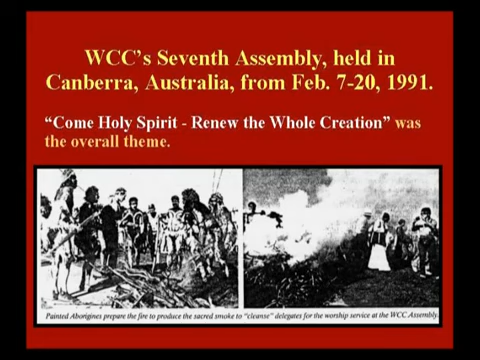 WCC's Seventh Assembly, held in
Canberra, Australia, from Feb. 7-20, 1991.
“Come Holy Spirit - Renew the Whole Creation” was
the overall theme.
Painted Aborigines prepare the fire to produce the sacred smoke to “cleanse” delegates for the worship service at the WCC Assembly.